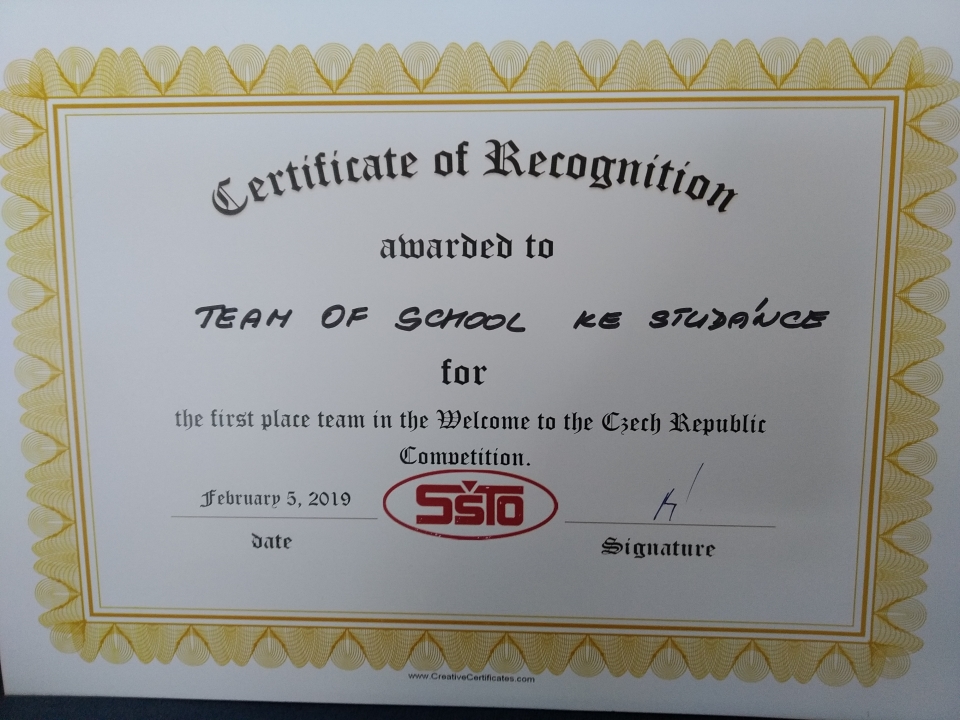 Certificate of Recognition
awarded to
TEAM OF SCHOOL KE STUDÁNCE
for
the first place team in the Welcome to the Czech Republic
Competition.
February 5, 2019
SŠTO
date
Signature
www.CreativeCertificates.com